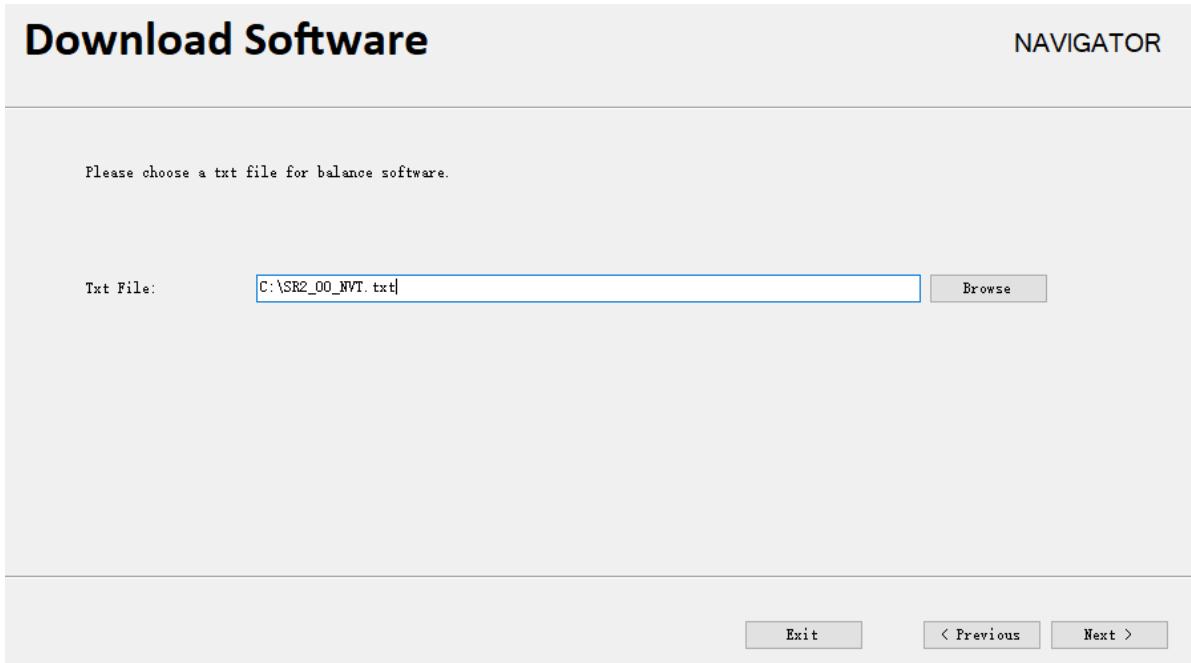 Download Software
NAVIGATOR
Please choose a txt file for balance software.
Txt File:
C:\SR2_00_NVT.txt
Browse
Exit
< Previous
Next >